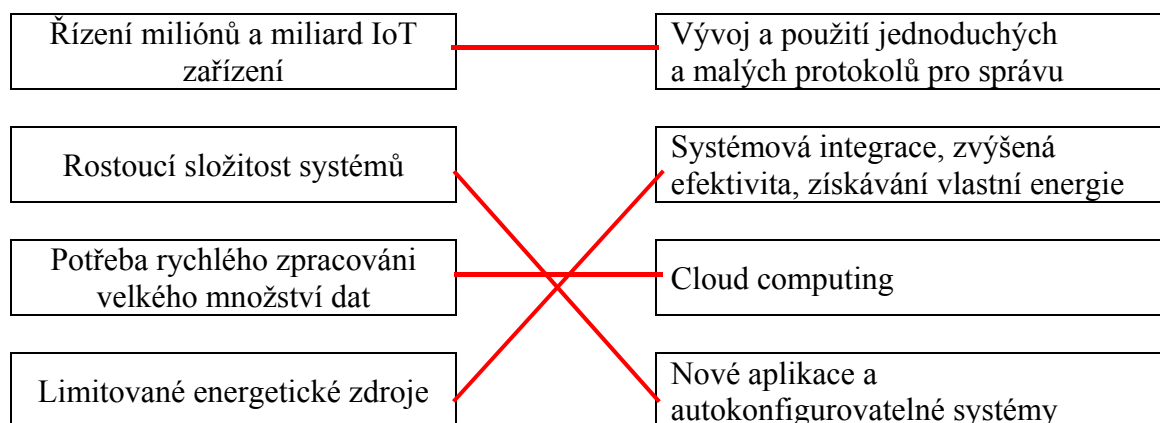 Řízení miliónů a miliard IoT
zařízení
Vývoj a použití jednoduchých
a malých protokolů pro správu
Rostoucí složitost systémů
Systémová integrace, zvýšená
efektivita, získávání vlastní energie
Potřeba rychlého zpracováni
velkého množství dat
Cloud computing
Limitované energetické zdroje
Nové aplikace a
autokonfigurovatelné systémy